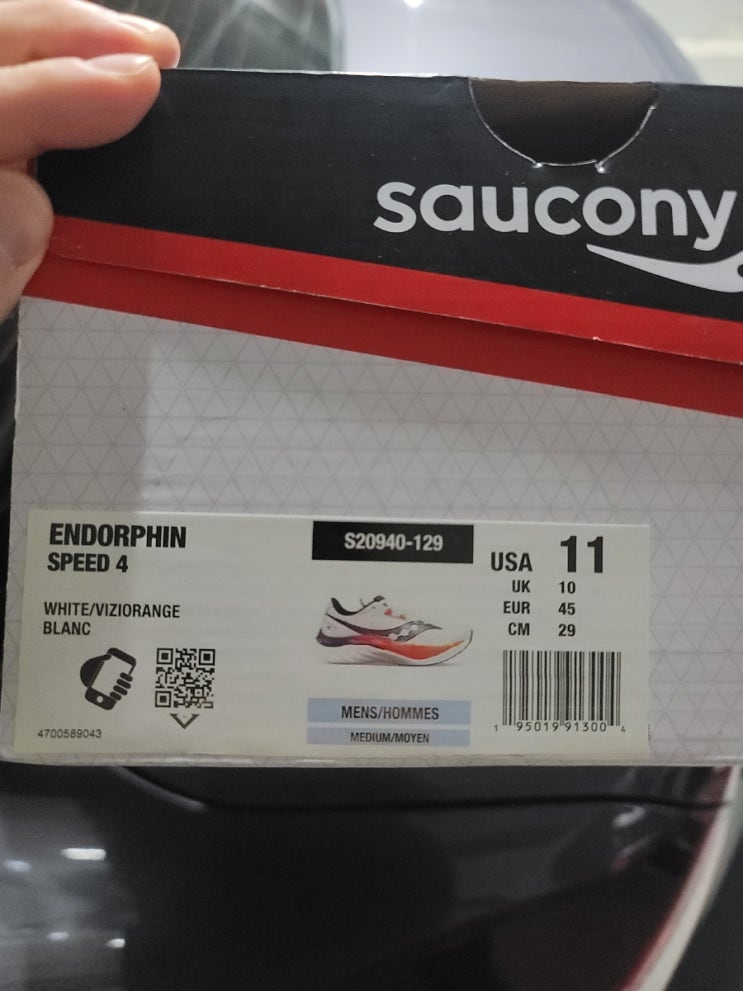 saucony
ENDORPHIN
SPEED 4
S20940-129
USA 11
UK 10
EUR 45
CM 29
WHITE/VIZIORANGE
BLANC
MENS/HOMMES
MEDIUM/MOYEN
4700589043
1 95019 91300 4